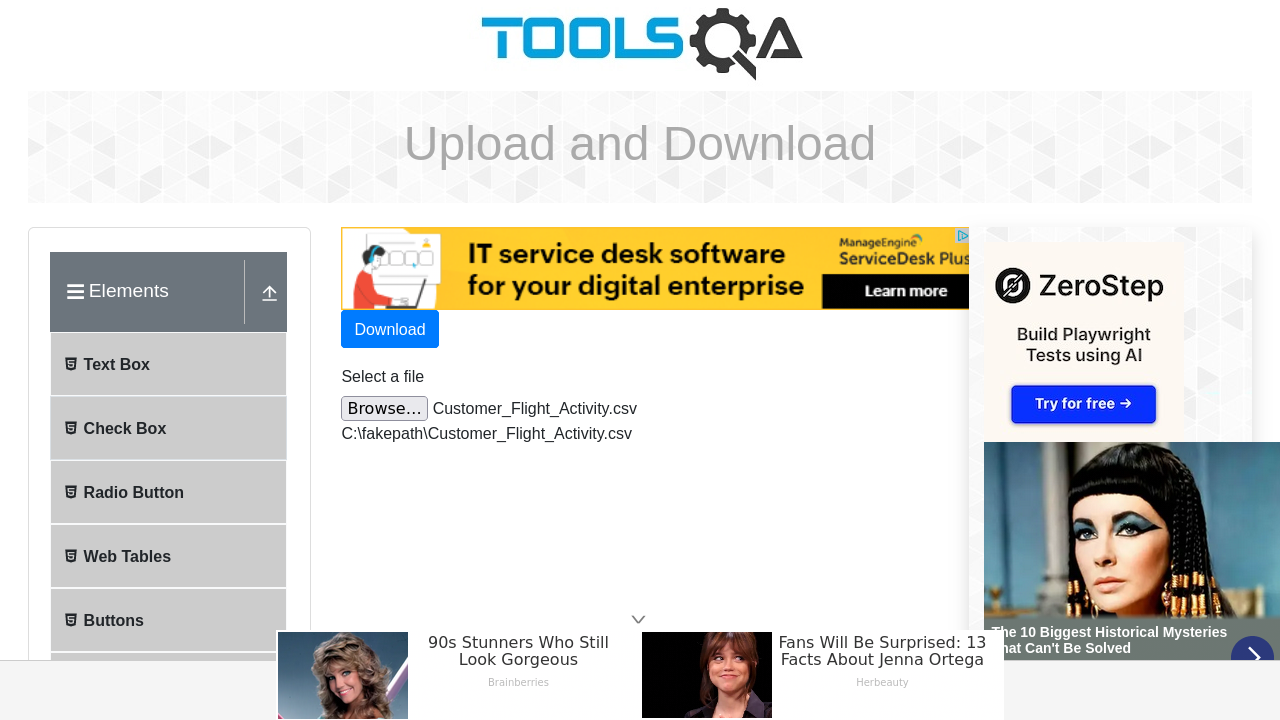 TOOLSQA
Upload and Download
Elements
Text Box
Check Box
Radio Button
Web Tables
Buttons
IT service desk software
for your digital enterprise
ManageEngine
ServiceDesk Plus
Learn more
Download
Select a file
Browse...
Customer_Flight_Activity.csv
C:\fakepath\Customer_Flight_Activity.csv
ZeroStep
Build Playwright
Tests using AI
Try for free →
The 10 Biggest Historical Mysteries
That Can't Be Solved
90s Stunners Who Still
Look Gorgeous
Brainberries
Fans Will Be Surprised: 13
Facts About Jenna Ortega
Herbeauty